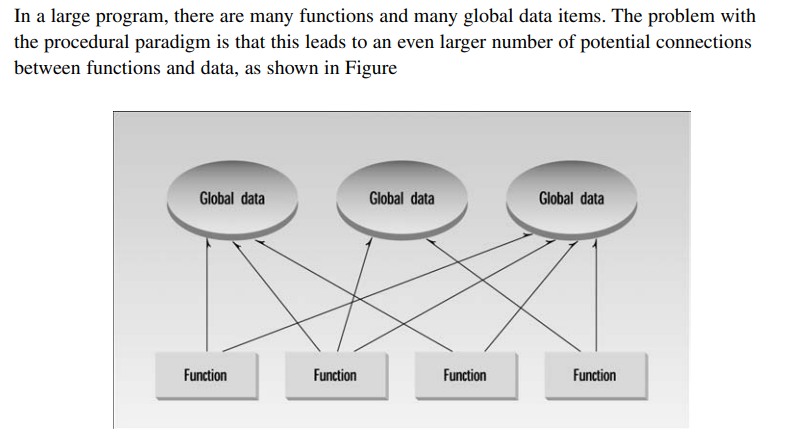 In a large program, there are many functions and many global data items. The problem with
the procedural paradigm is that this leads to an even larger number of potential connections
between functions and data, as shown in Figure
Global data Global data Global data
Function Function Function Function